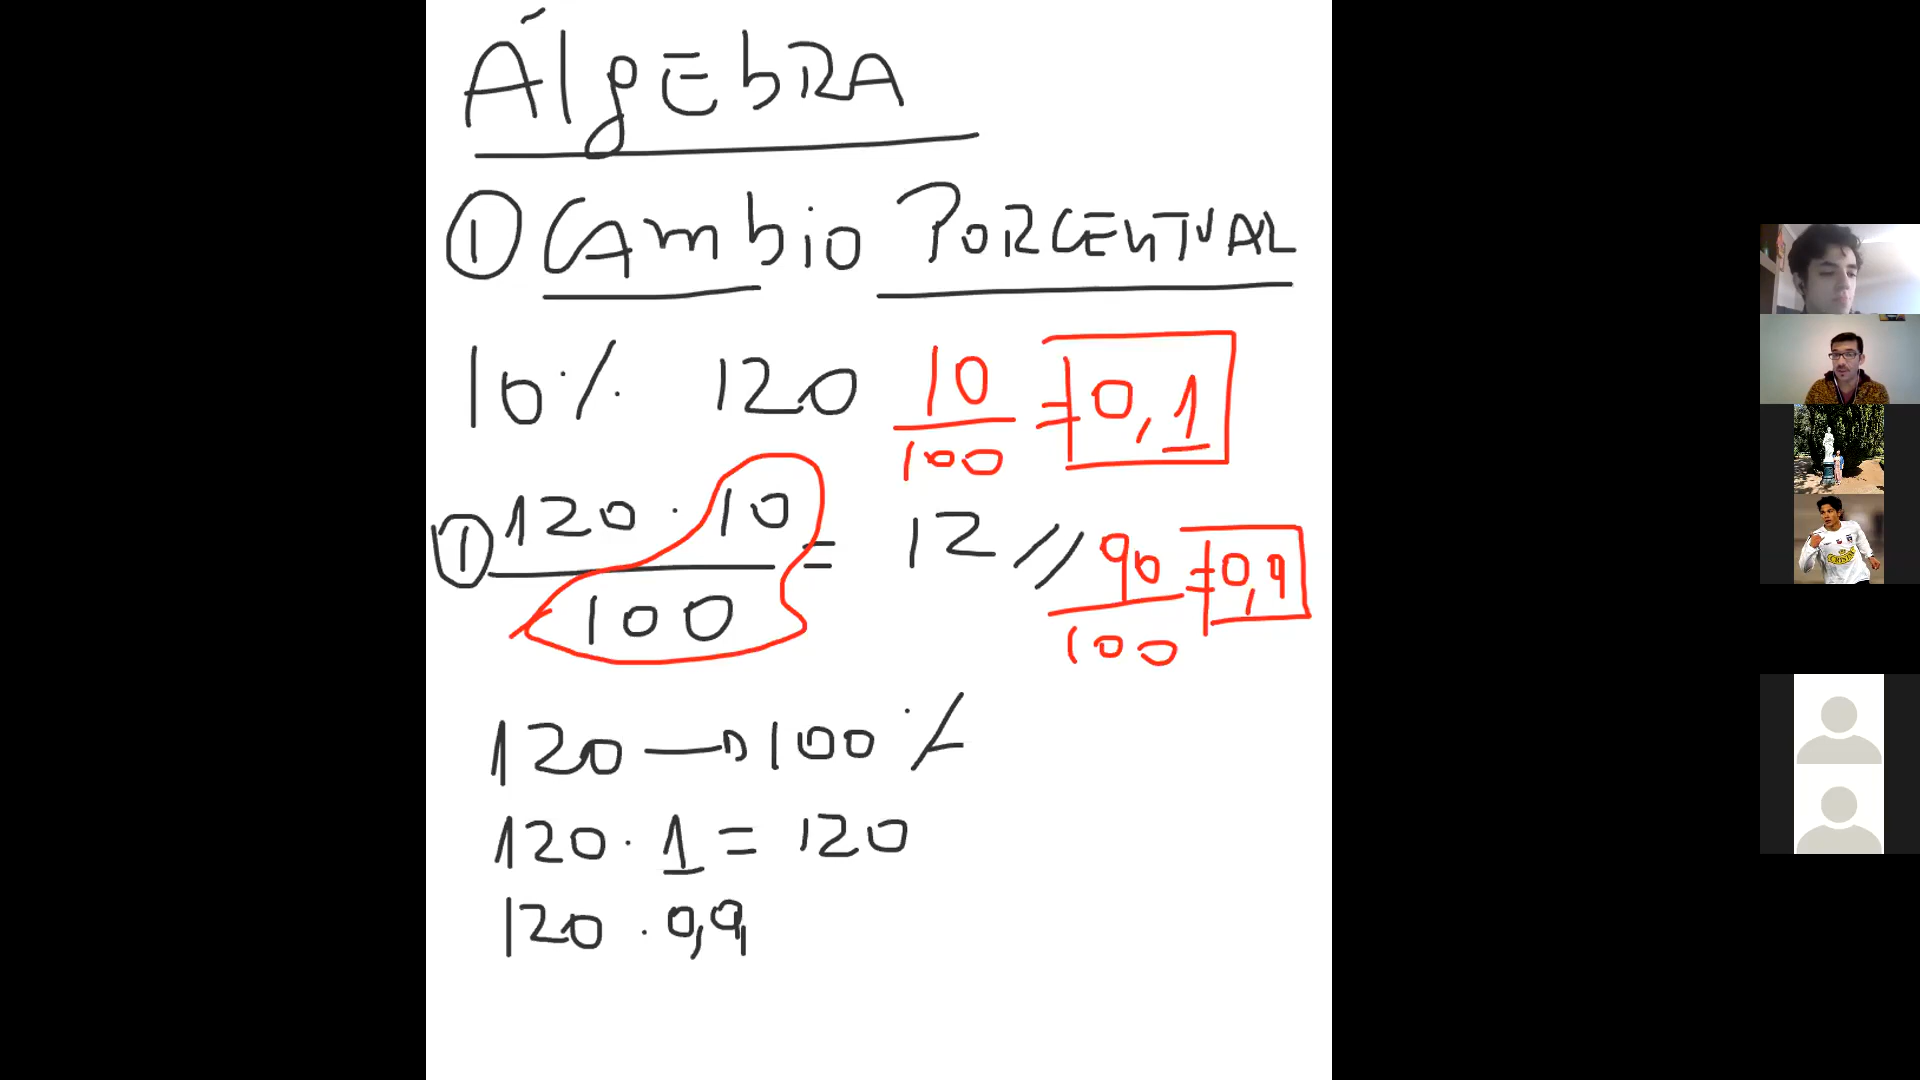 ÁlgEbRA
① CAmbio PORCENTUAL
10% 120 10/100 = 0,1
① 120 · 10 / 100 = 12 // 90/100 = 0,9
120 → 100 %
120 · 1 = 120
120 · 0,9
CRISTAL